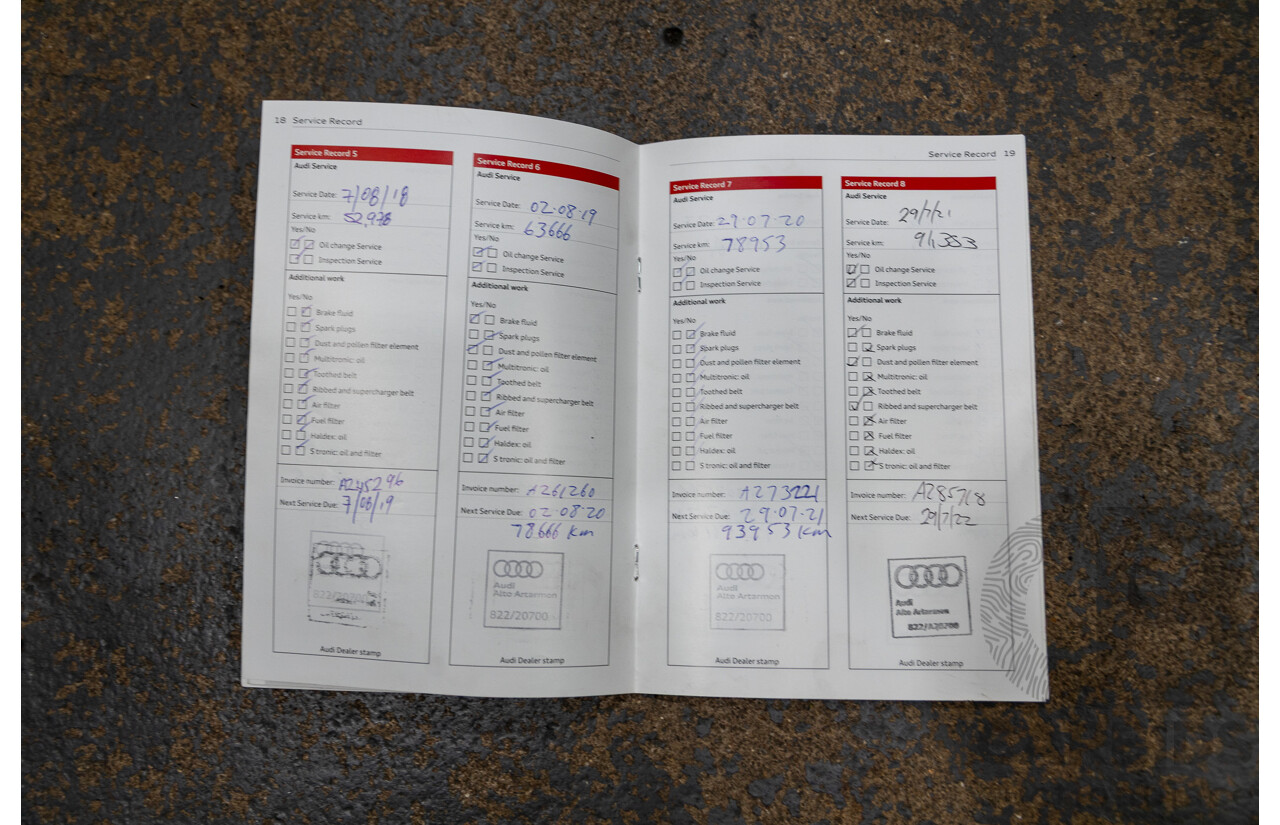 18 Service Record
Service Record 5
Audi Service
Service Date: 7/08/18
Service km: 52,978
Yes/No
Oil change Service
Inspection Service
Additional work
Yes/No
Brake fluid
Spark plugs
Dust and pollen filter element
Multitronic: oil
Toothed belt
Ribbed and supercharger belt
Air filter
Fuel filter
Haldex: oil
S tronic: oil and filter
Invoice number: A245296
Next Service Due: 7/08/19
822/20700
Audi Dealer stamp
Service Record 6
Audi Service
Service Date: 02·08·19
Service km: 63666
Yes/No
Oil change Service
Inspection Service
Additional work
Yes/No
Brake fluid
Spark plugs
Dust and pollen filter element
Multitronic: oil
Toothed belt
Ribbed and supercharger belt
Air filter
Fuel filter
Haldex: oil
S tronic: oil and filter
Invoice number: A261260
Next Service Due: 02·08·20
78666 km
Audi
Alto Artarmon
822/20700
Audi Dealer stamp
Service Record 19
Service Record 7
Audi Service
Service Date: 29·07·20
Service km: 78953
Yes/No
Oil change Service
Inspection Service
Additional work
Yes/No
Brake fluid
Spark plugs
Dust and pollen filter element
Multitronic: oil
Toothed belt
Ribbed and supercharger belt
Air filter
Fuel filter
Haldex: oil
S tronic: oil and filter
Invoice number: A273221
Next Service Due: 29·07·21
93953 km
Audi
Alto Artarmon
822/20700
Audi Dealer stamp
Service Record 8
Audi Service
Service Date: 29/7/21
Service km: 91,383
Yes/No
Oil change Service
Inspection Service
Additional work
Yes/No
Brake fluid
Spark plugs
Dust and pollen filter element
Multitronic: oil
Toothed belt
Ribbed and supercharger belt
Air filter
Fuel filter
Haldex: oil
S tronic: oil and filter
Invoice number: A285718
Next Service Due: 29/7/22
Audi
Alto Artarmon
822/A20700
Audi Dealer stamp